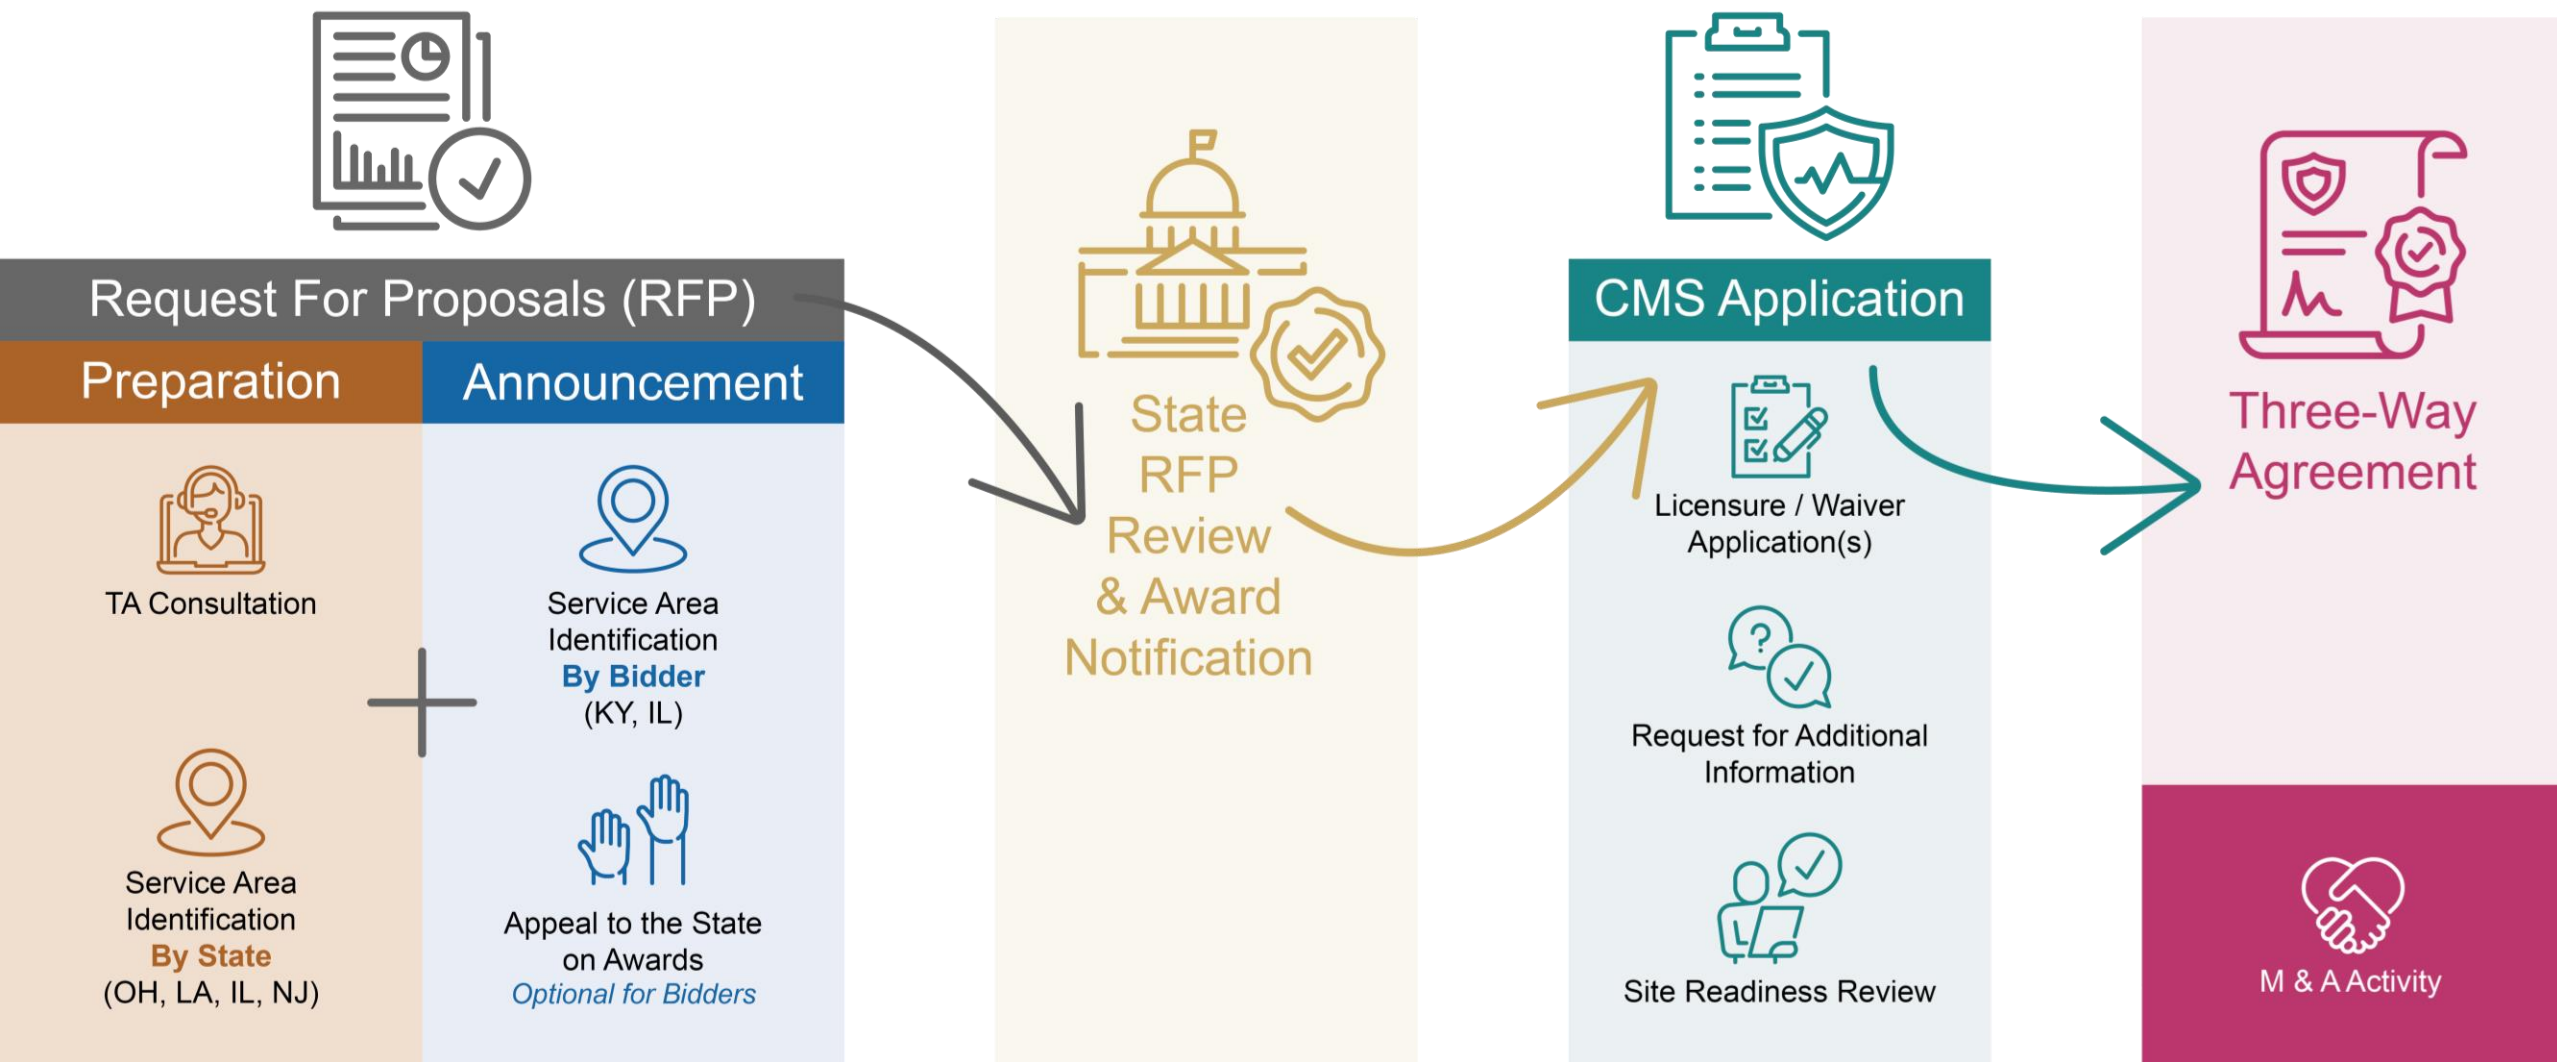 Request For Proposals (RFP)
Preparation
TA Consultation
Service Area
Identification
By State
(OH, LA, IL, NJ)
Announcement
Service Area
Identification
By Bidder
(KY, IL)
Appeal to the State
on Awards
Optional for Bidders
State
RFP
Review
& Award
Notification
CMS Application
Licensure / Waiver
Application(s)
Request for Additional
Information
Site Readiness Review
Three-Way
Agreement
M & A Activity